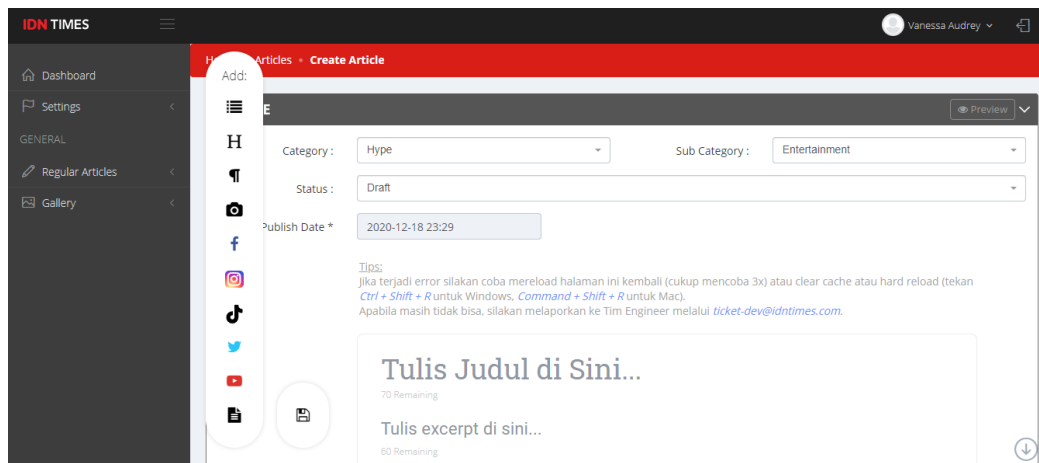 IDN TIMES
Vanessa Audrey
Articles • Create Article
Dashboard
Settings
GENERAL
Regular Articles
Gallery
Add:
H
E
Preview
Category :
Hype
Sub Category :
Entertainment
Status :
Draft
Publish Date *
2020-12-18 23:29
Tips:
Jika terjadi error silakan coba mereload halaman ini kembali (cukup mencoba 3x) atau clear cache atau hard reload (tekan
Ctrl + Shift + R untuk Windows, Command + Shift + R untuk Mac).
Apabila masih tidak bisa, silakan melaporkan ke Tim Engineer melalui ticket-dev@idntimes.com.
Tulis Judul di Sini...
70 Remaining
Tulis excerpt di sini...
60 Remaining